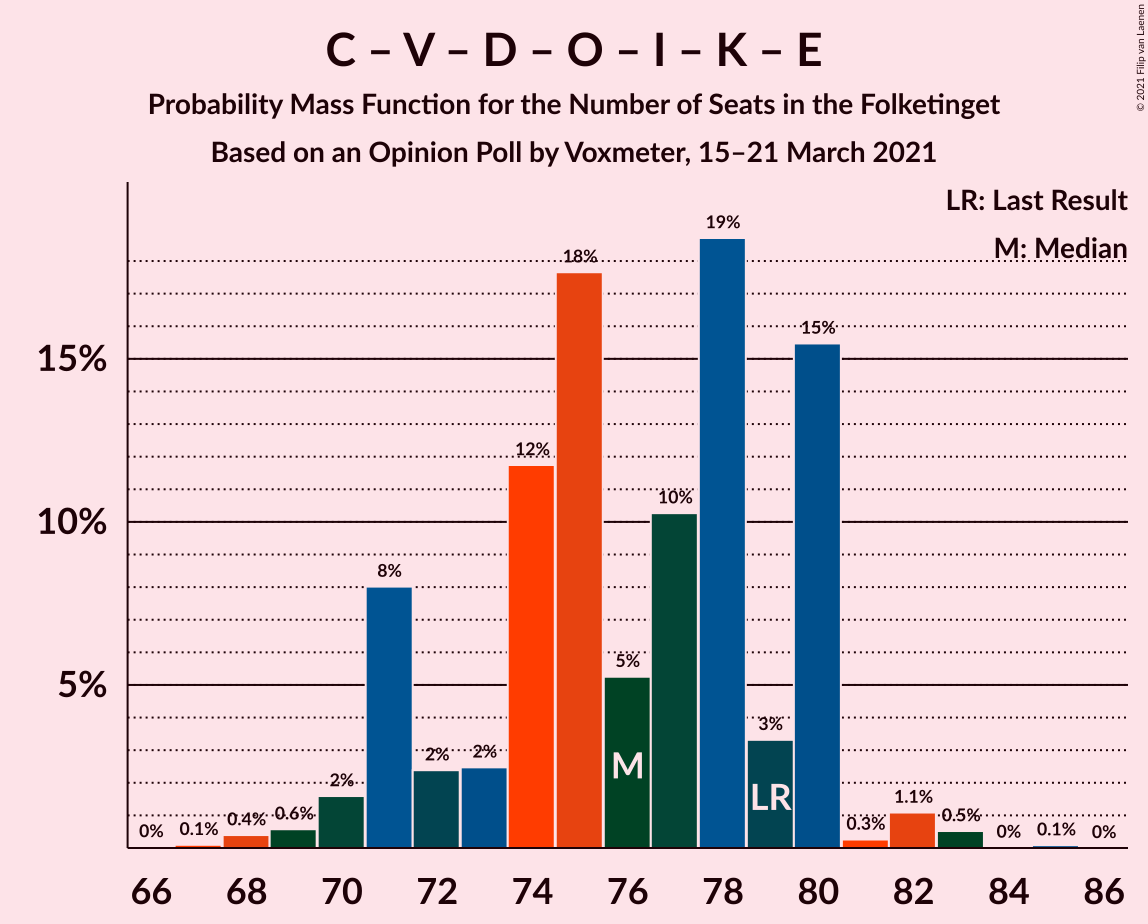 C – V – D – O – I – K – E
Probability Mass Function for the Number of Seats in the Folketinget
Based on an Opinion Poll by Voxmeter, 15–21 March 2021
© 2021 Filip van Laenen
LR: Last Result
M: Median
15%
10%
5%
0%
0.1%
0.4%
0.6%
2%
8%
2%
2%
12%
18%
5%
10%
19%
3%
15%
0.3%
1.1%
0.5%
0%
0.1%
0%
M
LR
66 68 70 72 74 76 78 80 82 84 86